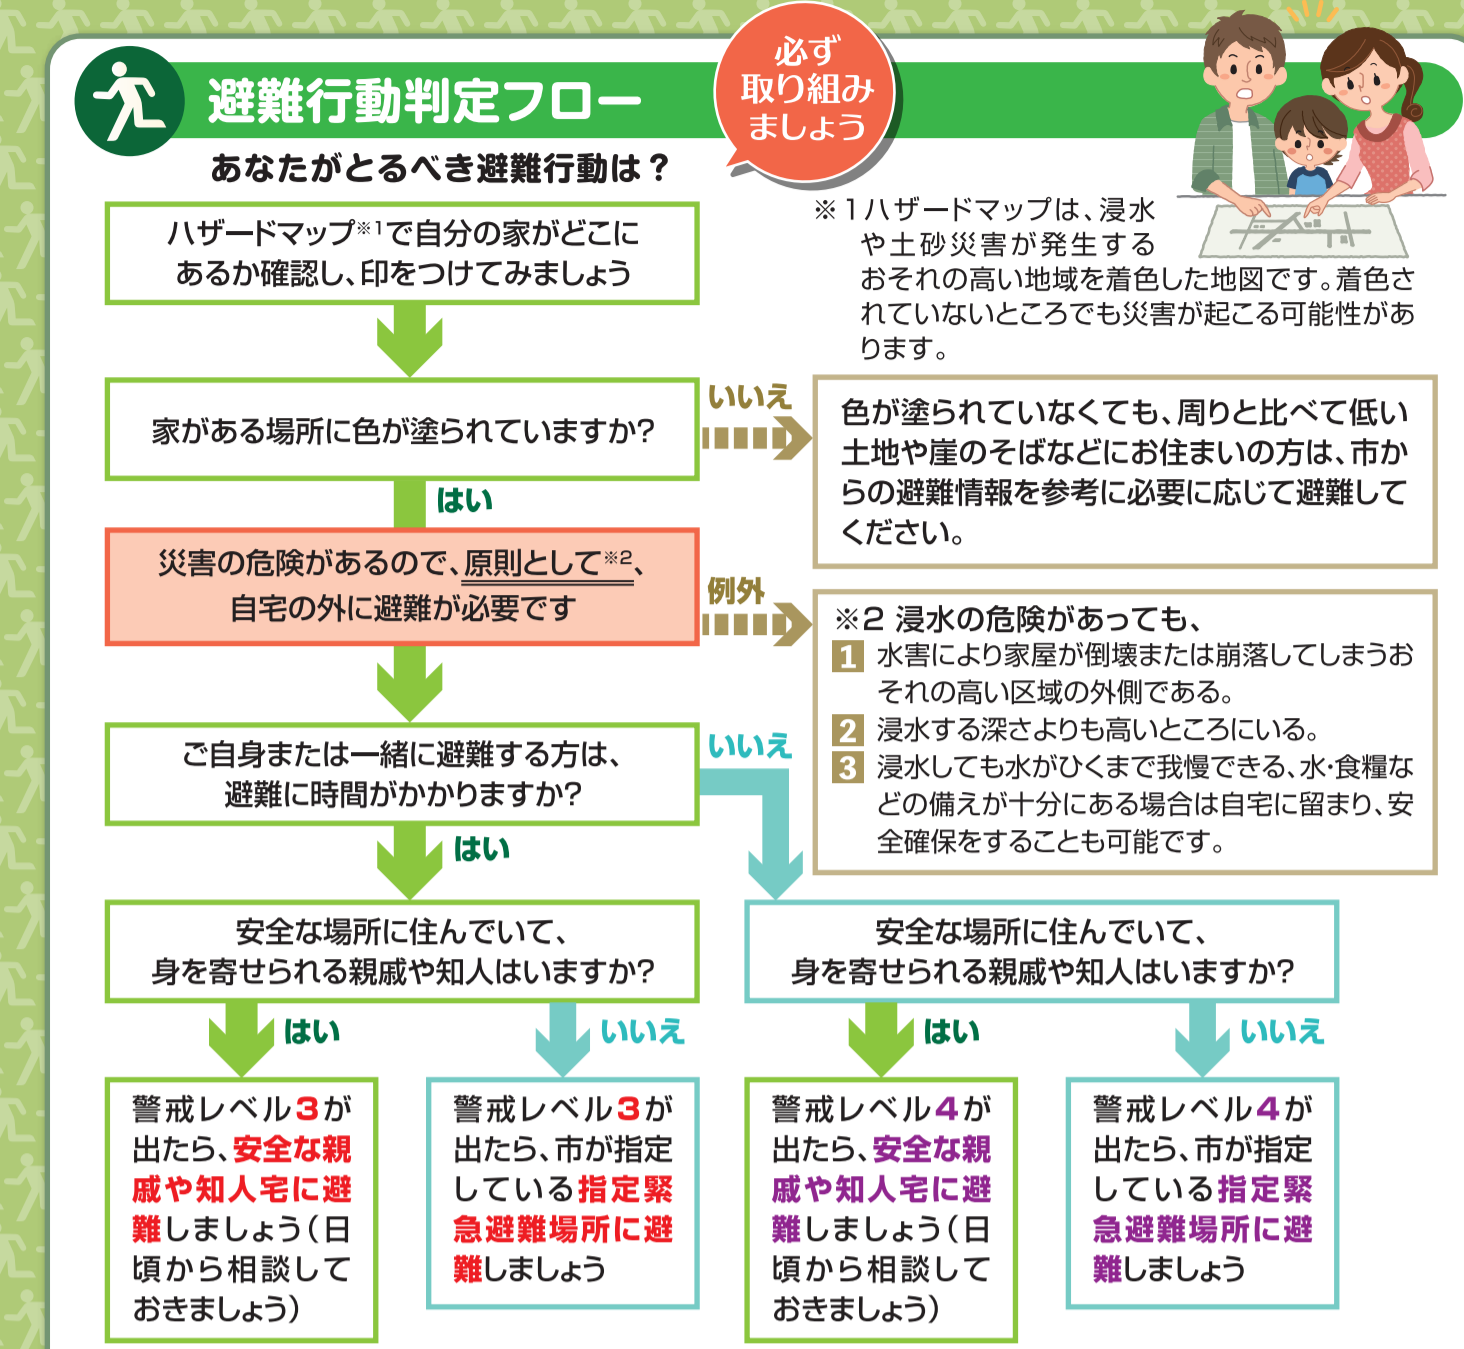 避難行動判定フロー
必ず
取り組み
ましょう
あなたがとるべき避難行動は？
ハザードマップ※1で自分の家がどこに
あるか確認し、印をつけてみましょう
※1ハザードマップは、浸水
や土砂災害が発生する
おそれの高い地域を着色した地図です。着色さ
れていないところでも災害が起こる可能性があ
ります。
家がある場所に色が塗られていますか?
いいえ
色が塗られていなくても、周りと比べて低い
土地や崖のそばなどにお住まいの方は、市か
らの避難情報を参考に必要に応じて避難して
ください。
はい
災害の危険があるので、原則として※2、
自宅の外に避難が必要です
例外
※2 浸水の危険があっても、
1 水害により家屋が倒壊または崩落してしまうお
それの高い区域の外側である。
2 浸水する深さよりも高いところにいる。
3 浸水しても水がひくまで我慢できる、水・食糧な
どの備えが十分にある場合は自宅に留まり、安
全確保をすることも可能です。
ご自身または一緒に避難する方は、
避難に時間がかかりますか?
いいえ
はい
安全な場所に住んでいて、
身を寄せられる親戚や知人はいますか?
安全な場所に住んでいて、
身を寄せられる親戚や知人はいますか?
はい
いいえ
はい
いいえ
警戒レベル3が
出たら、安全な親
戚や知人宅に避
難しましょう（日
頃から相談して
おきましょう）
警戒レベル3が
出たら、市が指定
している指定緊
急避難場所に避
難しましょう
警戒レベル4が
出たら、安全な親
戚や知人宅に避
難しましょう（日
頃から相談して
おきましょう）
警戒レベル4が
出たら、市が指定
している指定緊
急避難場所に避
難しましょう